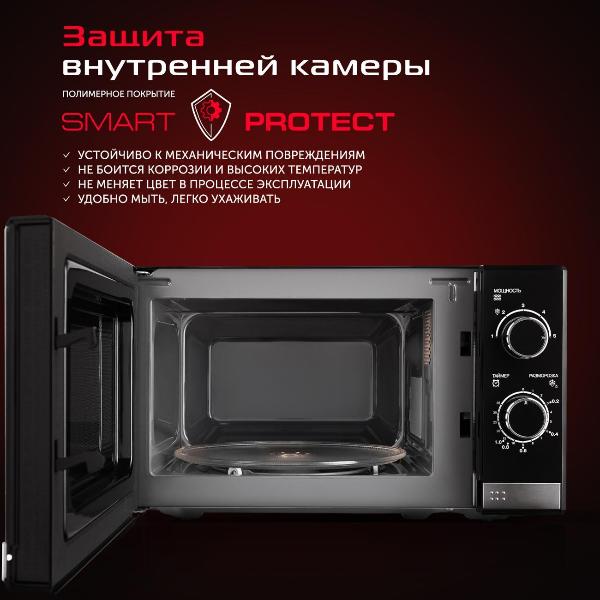 Защита
внутренней камеры
ПОЛИМЕРНОЕ ПОКРЫТИЕ
SMART PROTECT
✓ УСТОЙЧИВО К МЕХАНИЧЕСКИМ ПОВРЕЖДЕНИЯМ
✓ НЕ БОИТСЯ КОРРОЗИИ И ВЫСОКИХ ТЕМПЕРАТУР
✓ НЕ МЕНЯЕТ ЦВЕТ В ПРОЦЕССЕ ЭКСПЛУАТАЦИИ
✓ УДОБНО МЫТЬ, ЛЕГКО УХАЖИВАТЬ
МОЩНОСТЬ
1 2 3 4 5
ТАЙМЕР РАЗМОРОЗКА
0.2
0.4
0.6
1.0